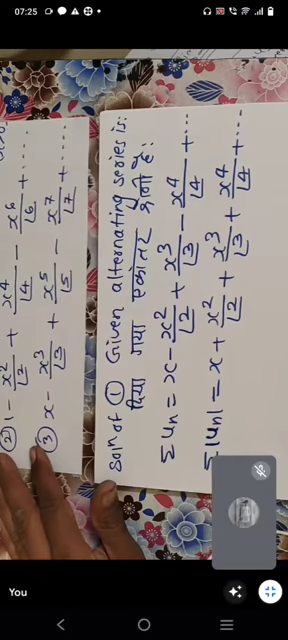 07:25
② 1 - x²/⌊2 + x⁴/⌊4 - x⁶/⌊6 + ......
③ x - x³/⌊3 + x⁵/⌊5 - x⁷/⌊7 + ......
Soln of ① Given alternating series is:
दिया गया एकांतर श्रेणी है:
Σun = x - x²/⌊2 + x³/⌊3 - x⁴/⌊4 + .....
Σ|un| = x + x²/⌊2 + x³/⌊3 + x⁴/⌊4 + .....
You